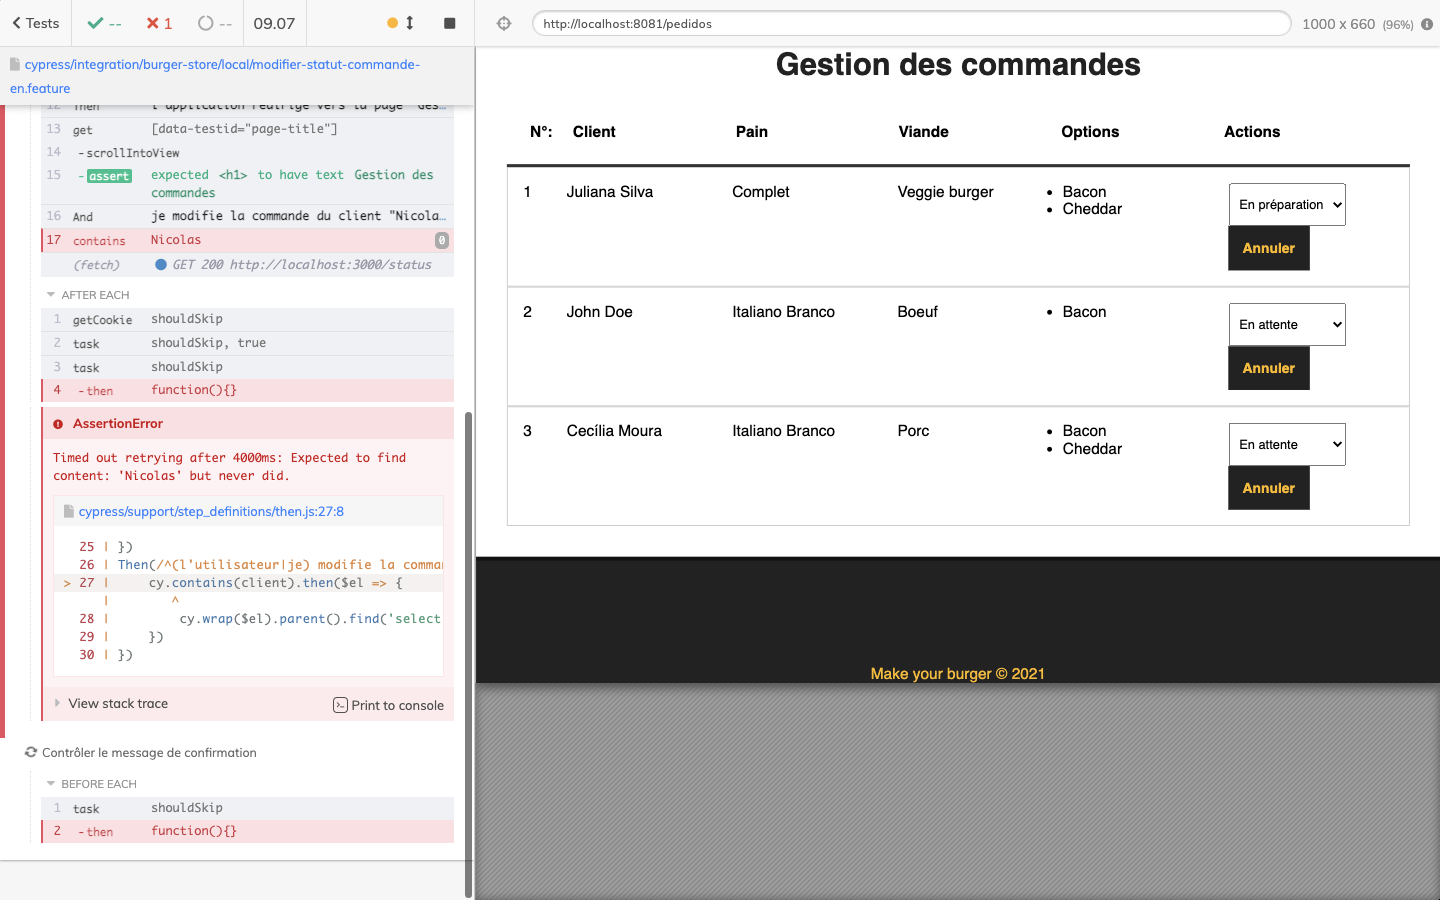 Tests
--
1
--
09.07
http://localhost:8081/pedidos
1000 x 660 (96%)
cypress/integration/burger-store/local/modifier-statut-commande-
en.feature
12 Then l'application redirige vers la page "Ges…
13 get [data-testid="page-title"]
14 -scrollIntoView
15 -assert expected <h1> to have text Gestion des
commandes
16 And je modifie la commande du client "Nicola…
17 contains Nicolas 0
(fetch) GET 200 http://localhost:3000/status
AFTER EACH
1 getCookie shouldSkip
2 task shouldSkip, true
3 task shouldSkip
4 -then function(){}
AssertionError
Timed out retrying after 4000ms: Expected to find
content: 'Nicolas' but never did.
cypress/support/step_definitions/then.js:27:8
25 | })
26 | Then(/^(l'utilisateur|je) modifie la comman
> 27 | cy.contains(client).then($el => {
| ^
28 | cy.wrap($el).parent().find('select
29 | })
30 | })
View stack trace
Print to console
Contrôler le message de confirmation
BEFORE EACH
1 task shouldSkip
2 -then function(){}
Gestion des commandes
N°: Client Pain Viande Options Actions
1 Juliana Silva Complet Veggie burger
Bacon
Cheddar
En préparation
Annuler
2 John Doe Italiano Branco Boeuf
Bacon
En attente
Annuler
3 Cecília Moura Italiano Branco Porc
Bacon
Cheddar
En attente
Annuler
Make your burger © 2021